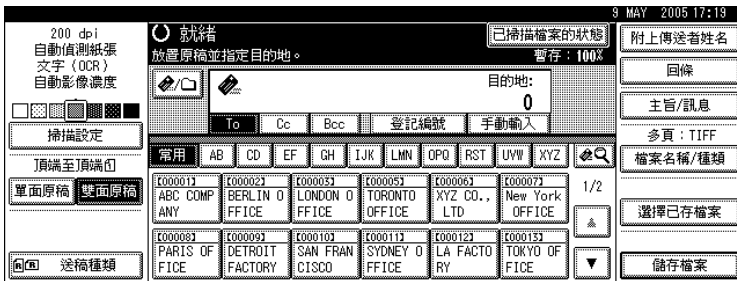 9 MAY 2005 17:19
200 dpi
自動偵測紙張
文字 (OCR)
自動影像濃度
掃描設定
頂端至頂端
單面原稿 雙面原稿
送稿種類
就緒
已掃描檔案的狀態
放置原稿並指定目的地。
暫存:100%
目的地:
0
To Cc Bcc 登記編號 手動輸入
常用 AB CD EF GH IJK LMN OPQ RST UVW XYZ
[00001] [00002] [00003] [00005] [00006] [00007]
ABC COMP BERLIN O LONDON O TORONTO XYZ CO., New York
ANY FFICE FFICE OFFICE LTD OFFICE
1/2
[00008] [00009] [00010] [00011] [00012] [00013]
PARIS OF DETROIT SAN FRAN SYDNEY O LA FACTO TOKYO OF
FICE FACTORY CISCO FFICE RY FICE
附上傳送者姓名
回條
主旨/訊息
多頁:TIFF
檔案名稱/種類
選擇已存檔案
儲存檔案